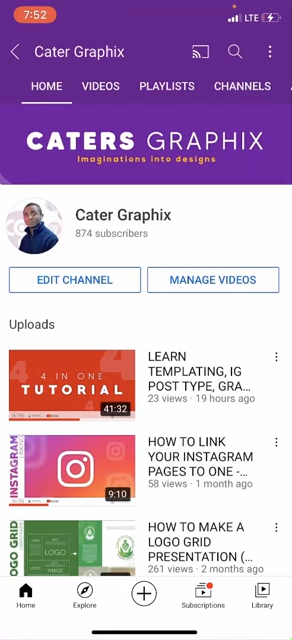 7:52
LTE
Cater Graphix
HOME VIDEOS PLAYLISTS CHANNELS
CATERS GRAPHIX
Imaginations into designs
Cater Graphix
874 subscribers
EDIT CHANNEL MANAGE VIDEOS
Uploads
4 IN ONE
TUTORIAL
41:32
LEARN
TEMPLATING, IG
POST TYPE, GRA...
23 views · 19 hours ago
INSTAGRAM
9:10
HOW TO LINK
YOUR INSTAGRAM
PAGES TO ONE -...
58 views · 1 month ago
LOGO GRID
LOGO
HOW TO MAKE A
LOGO GRID
PRESENTATION (...
261 views · 2 months ago
Home Explore Subscriptions Library